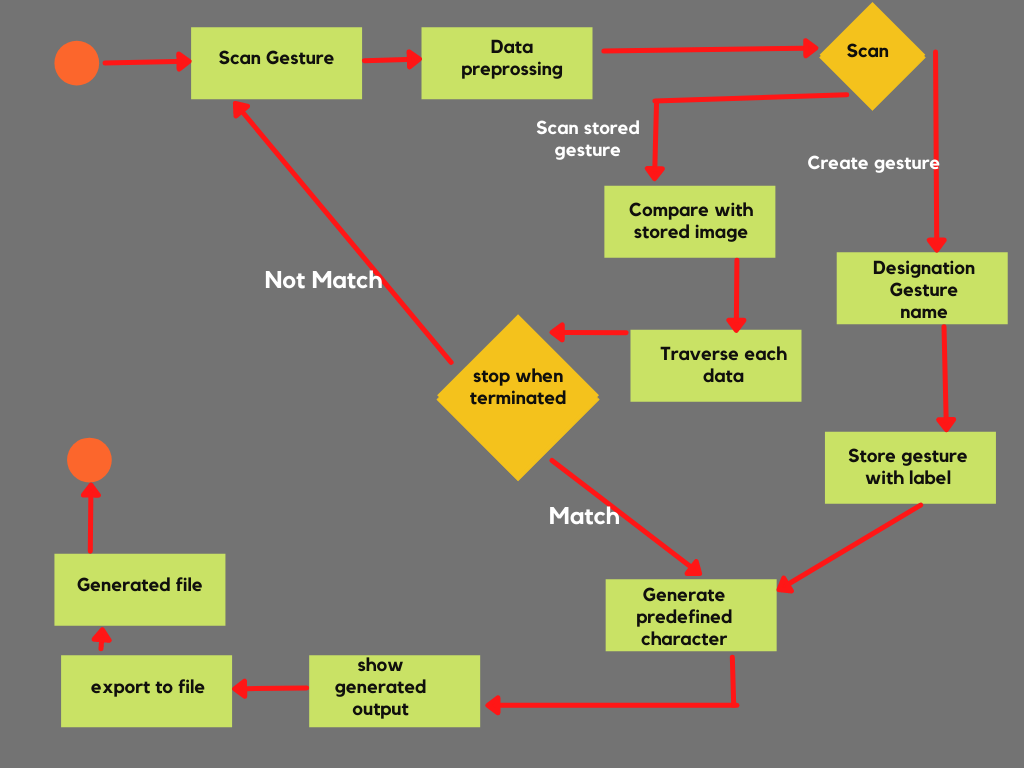 Scan Gesture
Data
preprossing
Scan
Scan stored
gesture
Create gesture
Compare with
stored image
Designation
Gesture
name
Not Match
Traverse each
data
stop when
terminated
Store gesture
with label
Match
Generated file
Generate
predefined
character
export to file
show
generated
output